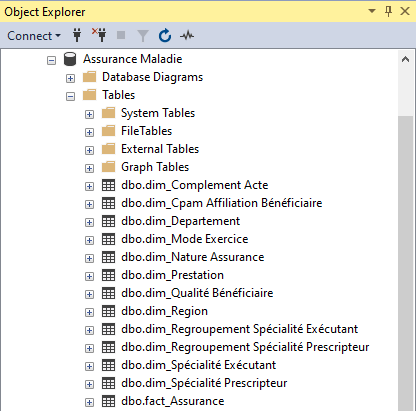 Object Explorer
Connect
Assurance Maladie
Database Diagrams
Tables
System Tables
FileTables
External Tables
Graph Tables
dbo.dim_Complement Acte
dbo.dim_Cpam Affiliation Bénéficiaire
dbo.dim_Departement
dbo.dim_Mode Exercice
dbo.dim_Nature Assurance
dbo.dim_Prestation
dbo.dim_Qualité Bénéficiaire
dbo.dim_Region
dbo.dim_Regroupement Spécialité Exécutant
dbo.dim_Regroupement Spécialité Prescripteur
dbo.dim_Spécialité Exécutant
dbo.dim_Spécialité Prescripteur
dbo.fact_Assurance